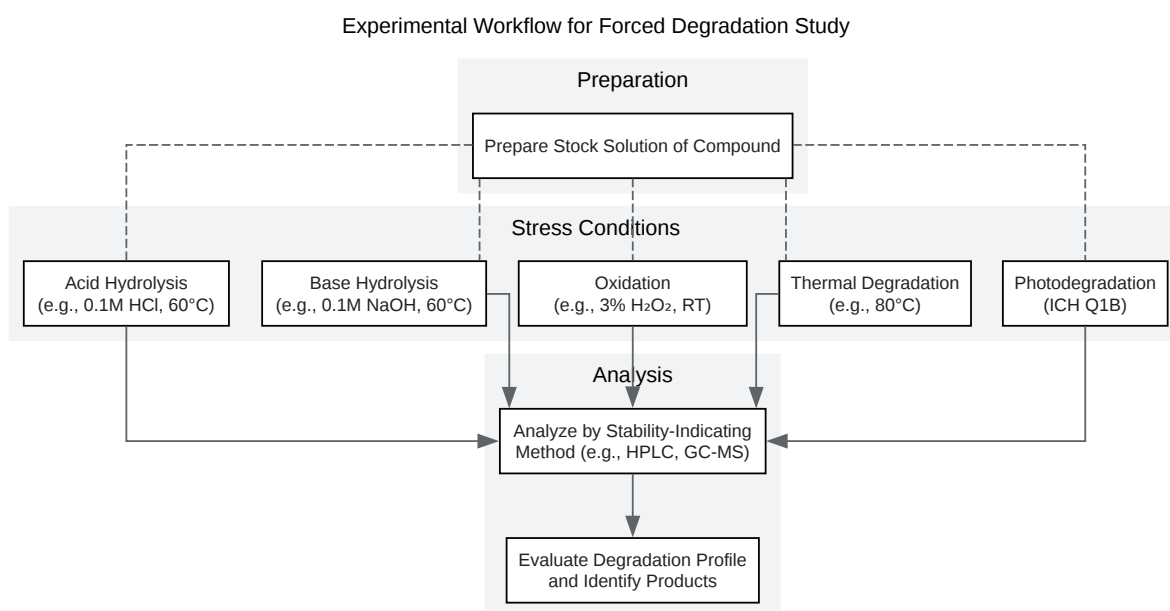 Experimental Workflow for Forced Degradation Study
Preparation
Prepare Stock Solution of Compound
Stress Conditions
Acid Hydrolysis
(e.g., 0.1M HCl, 60°C)
Base Hydrolysis
(e.g., 0.1M NaOH, 60°C)
Oxidation
(e.g., 3% H₂O₂, RT)
Thermal Degradation
(e.g., 80°C)
Photodegradation
(ICH Q1B)
Analysis
Analyze by Stability-Indicating
Method (e.g., HPLC, GC-MS)
Evaluate Degradation Profile
and Identify Products